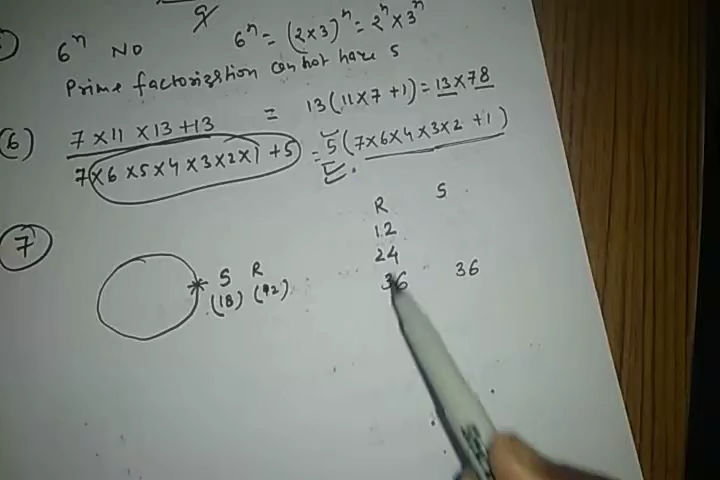 6ⁿ NO 6ⁿ = (2×3)ⁿ = 2ⁿ × 3ⁿ
Prime factorization cannot have 5
(6) 7 × 11 × 13 + 13 = 13(11×7 +1) = 13 × 78
7 × 6 × 5 × 4 × 3 × 2 × 1 + 5 = 5(7×6×4×3×2 +1)
5.
R S
12
24
36 36
7
S R
(18) (12)